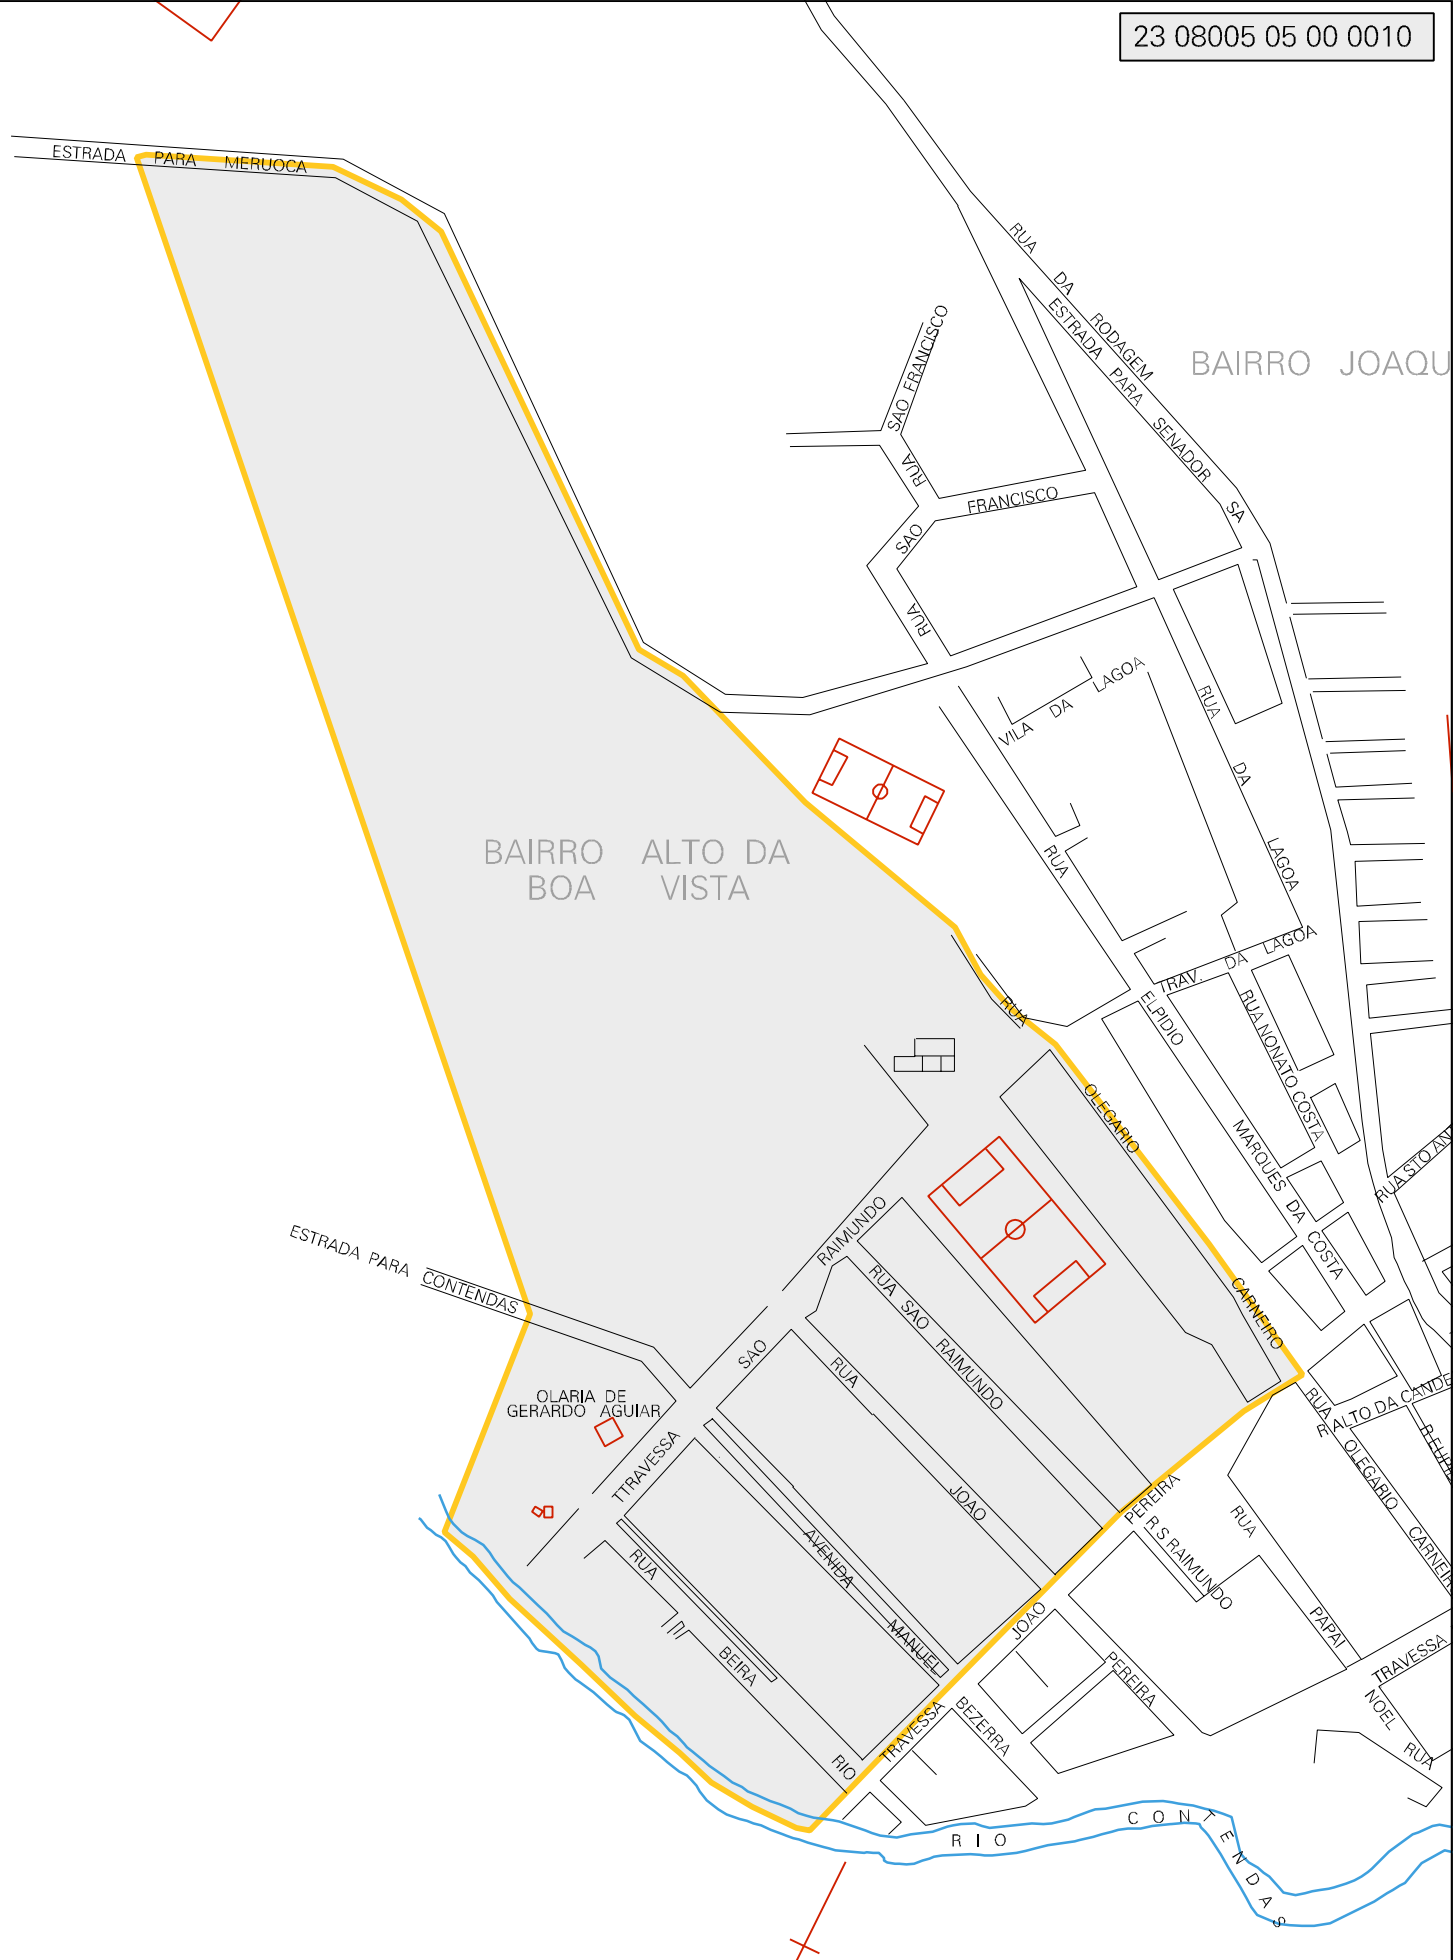 23 08005 05 00 0010
ESTRADA PARA MERUOCA
RUA DA RODAGEM
ESTRADA PARA SENADOR SA
BAIRRO JOAQU
RUA SAO FRANCISCO
RUA SAO FRANCISCO
VILA DA LAGOA
RUA DA LAGOA
BAIRRO ALTO DA
BOA VISTA
TRAV. DA LAGOA
RUA ELPIDIO MARQUES DA COSTA
RUA NONATO COSTA
RUA OLEGARIO CARNEIRO
RUA STO AN
ESTRADA PARA CONTENDAS
TTRAVESSA SAO RAIMUNDO
RUA SAO RAIMUNDO
RUA JOAO
OLARIA DE
GERARDO AGUIAR
R ALTO DA CANDE
RUA OLEGARIO CARNEIR
AVENIDA MANUEL
BEZERRA
RUA BEIRA RIO
TRAVESSA JOAO PEREIRA
PE R S RAIMUNDO
PEREIRA
RUA PAPAI
NOEL
TRAVESSA
RUA
RIO CONTENDAS